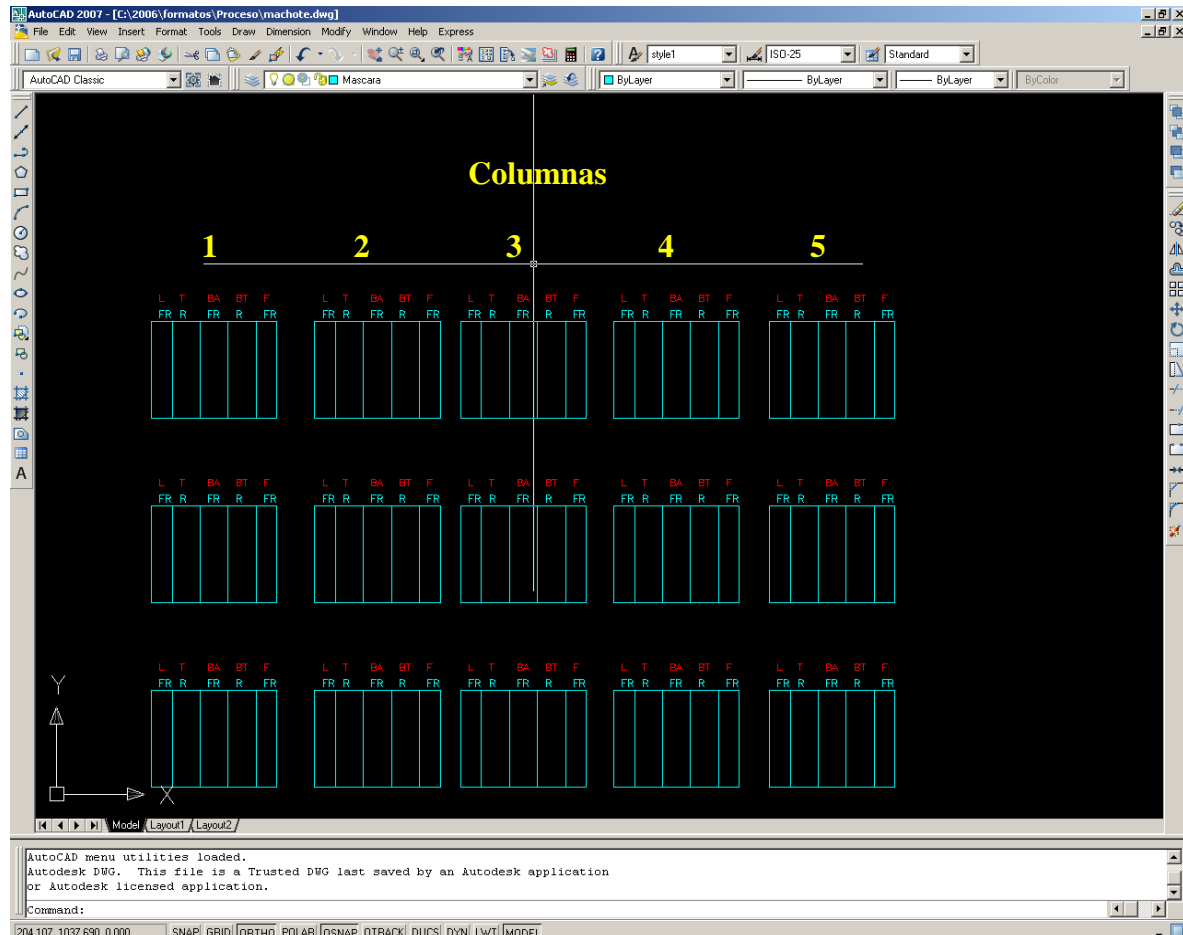 AutoCAD 2007 - [C:\2006\formatos\Proceso\machote.dwg]
File Edit View Insert Format Tools Draw Dimension Modify Window Help Express
style1 ISO-25 Standard
AutoCAD Classic Mascara ByLayer ByLayer ByLayer ByColor
Columnas
1 2 3 4 5
L T BA BT F L T BA BT F L T BA BT F L T BA BT F L T BA BT F
FR R FR R FR FR R FR R FR FR R FR R FR FR R FR R FR FR R FR R FR
L T BA BT F L T BA BT F L T BA BT F L T BA BT F L T BA BT F
FR R FR R FR FR R FR R FR FR R FR R FR FR R FR R FR FR R FR R FR
L T BA BT F L T BA BT F L T BA BT F L T BA BT F L T BA BT F
FR R FR R FR FR R FR R FR FR R FR R FR FR R FR R FR FR R FR R FR
Y
X
A
Model Layout1 Layout2
AutoCAD menu utilities loaded.
Autodesk DWG. This file is a Trusted DWG last saved by an Autodesk application
or Autodesk licensed application.
Command:
204.107, 1037.690, 0.000 SNAP GRID ORTHO POLAR OSNAP OTRACK DUCS DYN LWT MODEL